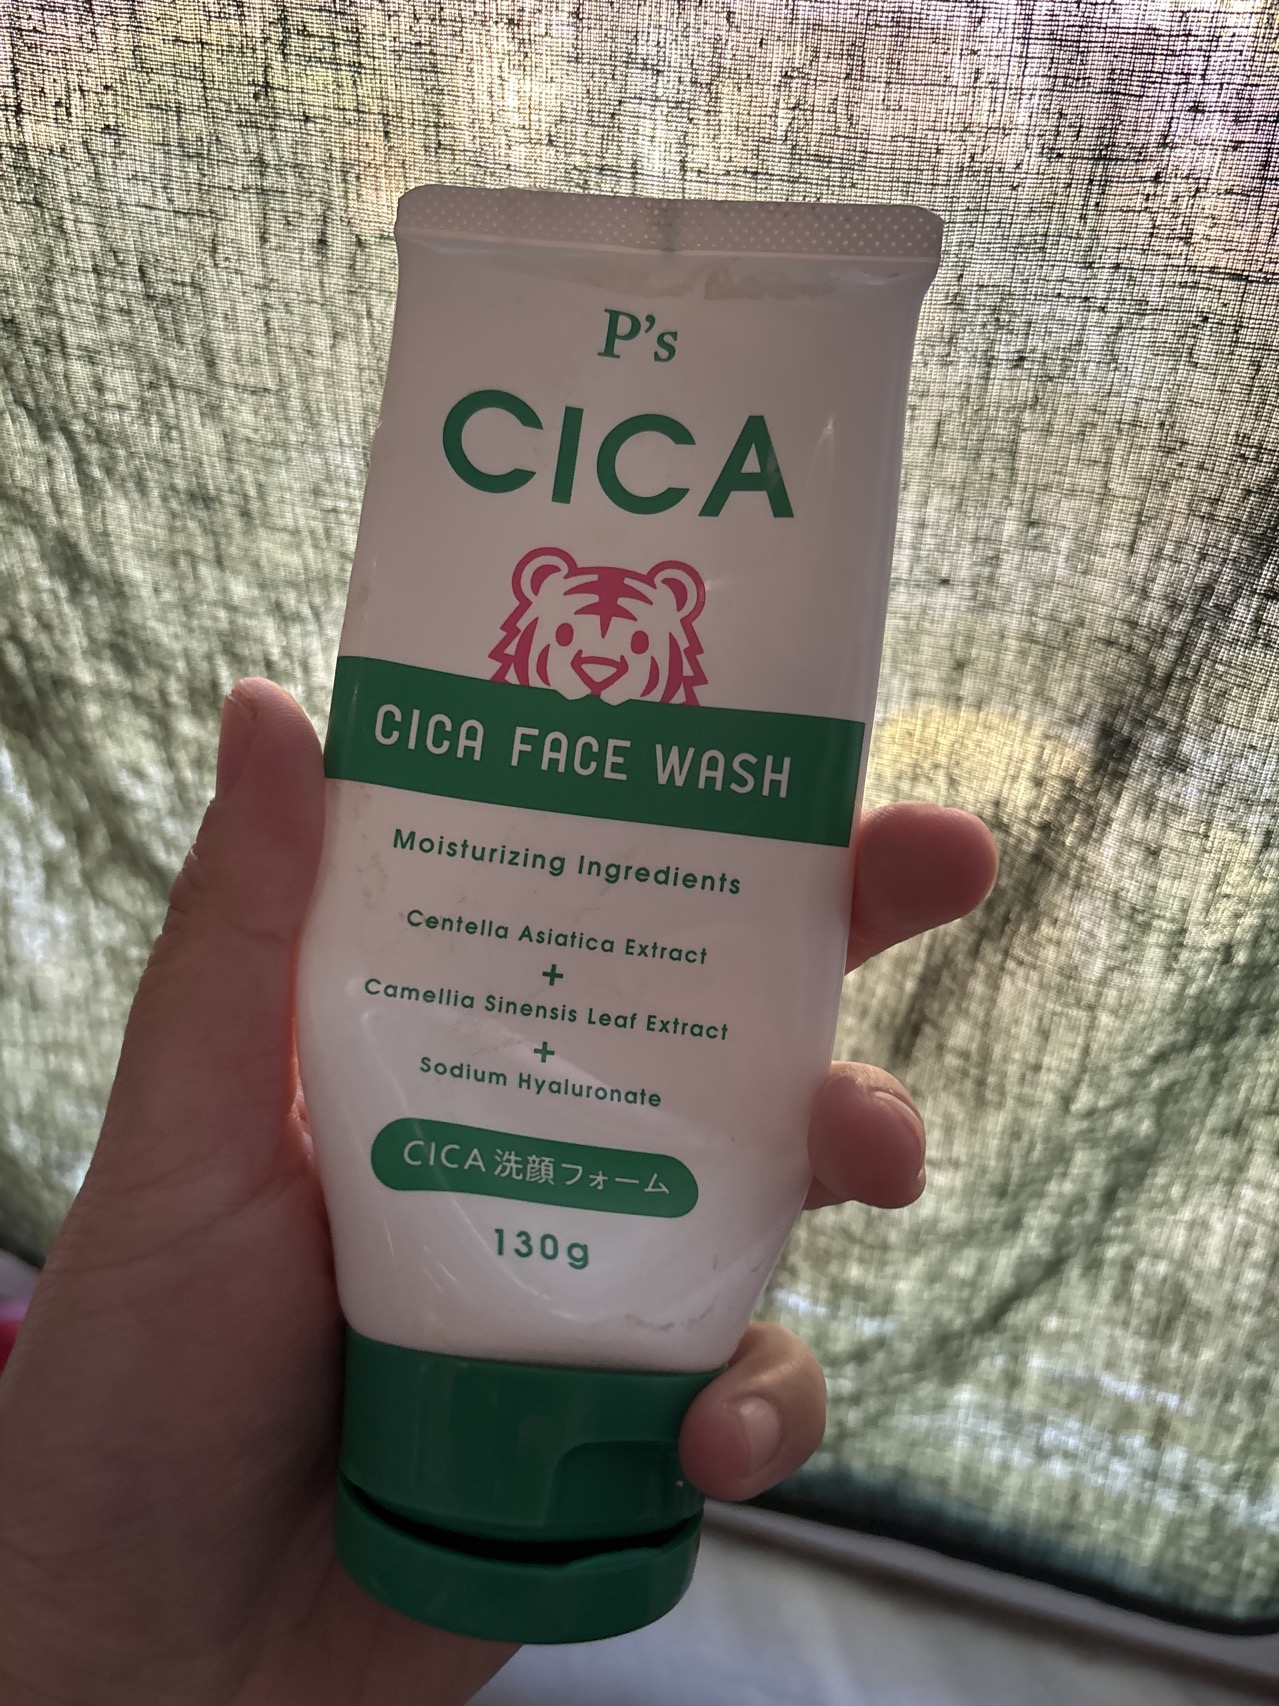 P's
CICA
CICA FACE WASH
Moisturizing Ingredients
Centella Asiatica Extract
+
Camellia Sinensis Leaf Extract
+
Sodium Hyaluronate
CICA 洗顔フォーム
130g